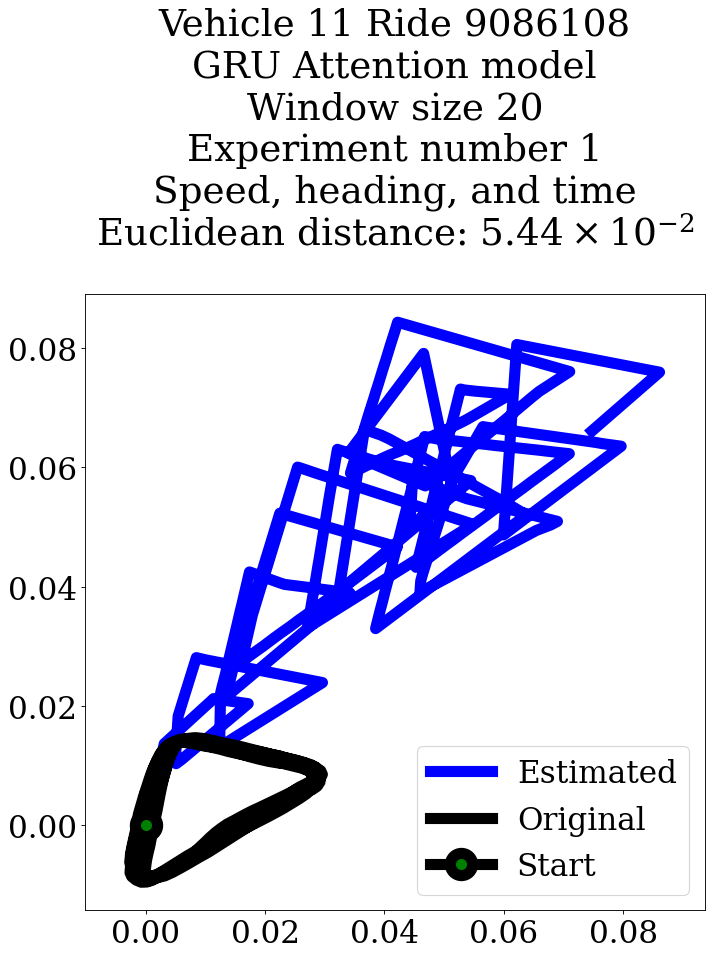 Vehicle 11 Ride 9086108
GRU Attention model
Window size 20
Experiment number 1
Speed, heading, and time
Euclidean distance: 5.44 × 10⁻²
0.08
0.06
0.04
0.02
0.00
Estimated
Original
Start
0.00 0.02 0.04 0.06 0.08